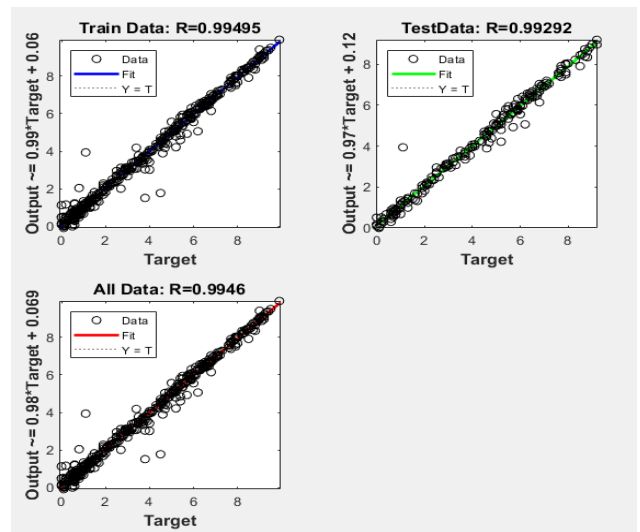 Train Data: R=0.99495
Output ~= 0.99*Target + 0.06
8
6
4
2
0
Data
Fit
Y = T
0 2 4 6 8
Target
TestData: R=0.99292
Output ~= 0.97*Target + 0.12
8
6
4
2
0
Data
Fit
Y = T
0 2 4 6 8
Target
All Data: R=0.9946
Output ~= 0.98*Target + 0.069
8
6
4
2
0
Data
Fit
Y = T
0 2 4 6 8
Target